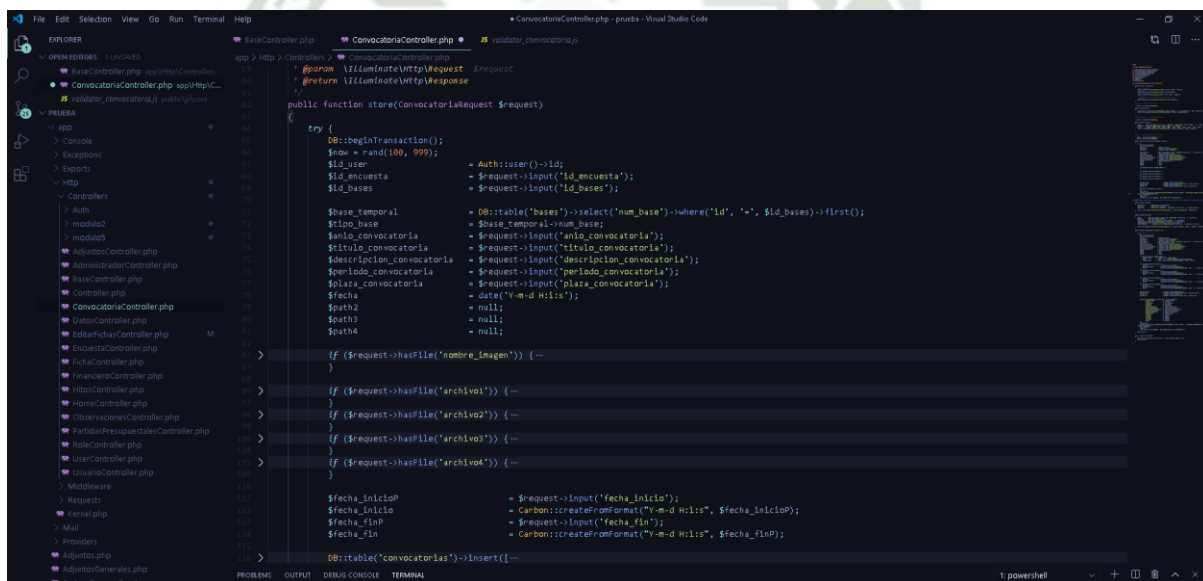 File Edit Selection View Go Run Terminal Help
● ConvocatoriaController.php - prueba - Visual Studio Code
EXPLORER
OPEN EDITORS 1 UNSAVED
BaseController.php app\Http\Controllers
ConvocatoriaController.php app\Http\C...
JS validator_convocatoria.js public\js\core
PRUEBA
app
Console
Exceptions
Exports
Http
Controllers
Auth
modulo2
modulo5
AdjuntosController.php
AdministradorController.php
BaseController.php
Controller.php
ConvocatoriaController.php
DatosController.php
EditarFichasController.php M
EncuestaController.php
FichaController.php
FinancieroController.php
HitosController.php
HomeController.php
ObservacionesController.php
PartidasPresupuestalesController.php
RoleController.php
UserController.php
UsuarioController.php
Middleware
Requests
Kernel.php
Mail
Providers
Adjuntos.php
AdjuntosGenerales.php
BaseController.php
ConvocatoriaController.php ●
JS validator_convocatoria.js
app > Http > Controllers > ConvocatoriaController.php
* @param \Illuminate\Http\Request $request
* @return \Illuminate\Http\Response
*/
public function store(ConvocatoriaRequest $request)
{
try {
DB::beginTransaction();
$now = rand(100, 999);
$id_user = Auth::user()->id;
$id_encuesta = $request->input('id_encuesta');
$id_bases = $request->input('id_bases');
$base_temporal = DB::table('bases')->select('num_base')->where('id', '=', $id_bases)->first();
$tipo_base = $base_temporal->num_base;
$anio_convocatoria = $request->input('anio_convocatoria');
$titulo_convocatoria = $request->input('titulo_convocatoria');
$descripcion_convocatoria = $request->input('descripcion_convocatoria');
$periodo_convocatoria = $request->input('periodo_convocatoria');
$plaza_convocatoria = $request->input('plaza_convocatoria');
$fecha = date('Y-m-d H:i:s');
$path2 = null;
$path3 = null;
$path4 = null;
if ($request->hasFile('nombre_imagen')) {…
}
if ($request->hasFile('archivo1')) {…
}
if ($request->hasFile('archivo2')) {…
}
if ($request->hasFile('archivo3')) {…
}
if ($request->hasFile('archivo4')) {…
}
$fecha_inicioP = $request->input('fecha_inicio');
$fecha_inicio = Carbon::createFromFormat("Y-m-d H:i:s", $fecha_inicioP);
$fecha_finP = $request->input('fecha_fin');
$fecha_fin = Carbon::createFromFormat("Y-m-d H:i:s", $fecha_finP);
DB::table('convocatorias')->insert([…
PROBLEMS OUTPUT DEBUG CONSOLE TERMINAL
1: powershell